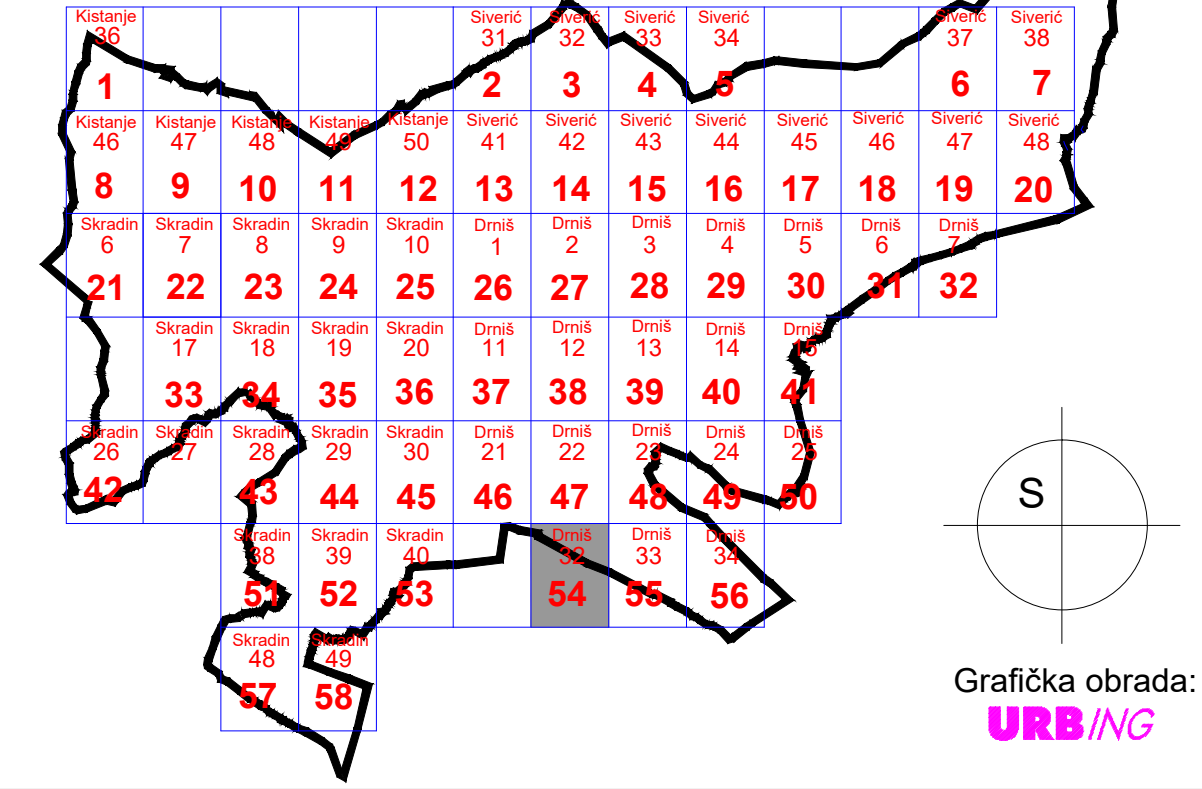 Kistanje Siverić Siverić Siverić Siverić Siverić Siverić
36 31 32 33 34 37 38
1 2 3 4 5 6 7
Kistanje Kistanje Kistanje Kistanje Kistanje Siverić Siverić Siverić Siverić Siverić Siverić Siverić Siverić
46 47 48 49 50 41 42 43 44 45 46 47 48
8 9 10 11 12 13 14 15 16 17 18 19 20
Skradin Skradin Skradin Skradin Skradin Drniš Drniš Drniš Drniš Drniš Drniš Drniš
6 7 8 9 10 1 2 3 4 5 6 7
21 22 23 24 25 26 27 28 29 30 31 32
Skradin Skradin Skradin Skradin Drniš Drniš Drniš Drniš Drniš
17 18 19 20 11 12 13 14 15
33 34 35 36 37 38 39 40 41
Skradin Skradin Skradin Skradin Skradin Drniš Drniš Drniš Drniš Drniš
26 27 28 29 30 21 22 23 24 25
42 43 44 45 46 47 48 49 50
Skradin Skradin Skradin Drniš Drniš Drniš
38 39 40 32 33 34
51 52 53 54 55 56
Skradin Skradin
48 49
57 58
S
Grafička obrada:
URBING